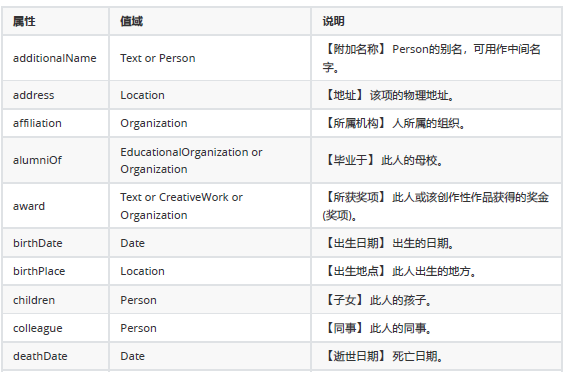 属性 值域 说明
additionalName Text or Person 【附加名称】 Person的别名，可用作中间名
字。
address Location 【地址】 该项的物理地址。
affiliation Organization 【所属机构】 人所属的组织。
alumniOf EducationalOrganization or
Organization 【毕业于】 此人的母校。
award Text or CreativeWork or
Organization 【所获奖项】 此人或该创作性作品获得的奖金
(奖项)。
birthDate Date 【出生日期】 出生的日期。
birthPlace Location 【出生地点】 此人出生的地方。
children Person 【子女】 此人的孩子。
colleague Person 【同事】 此人的同事。
deathDate Date 【逝世日期】 死亡日期。